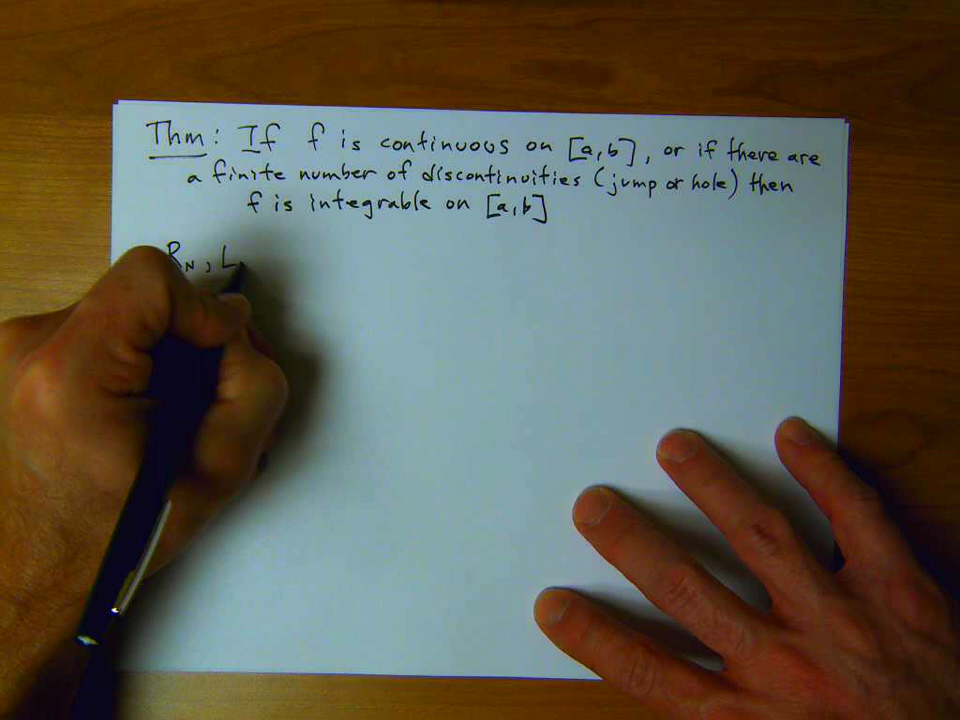 Thm: If f is continuous on [a,b], or if there are
a finite number of discontinuities (jump or hole) then
f is integrable on [a,b]
R_N, L